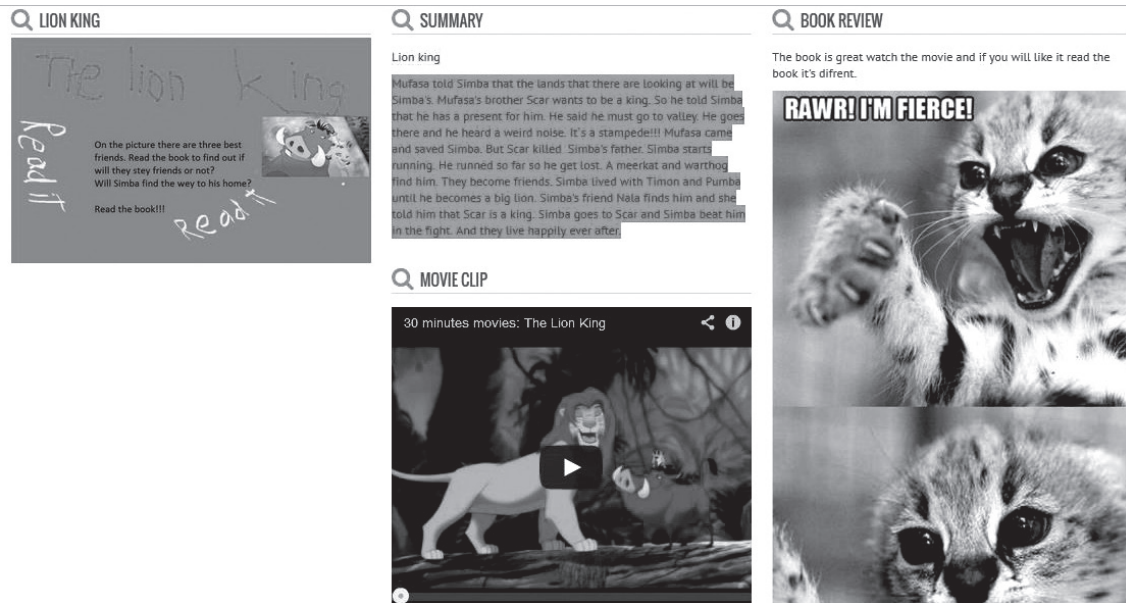 LION KING
The lion king
Read it
On the picture there are three best
friends. Read the book to find out if
will they stey friends or not?
Will Simba find the wey to his home?
Read the book!!!
Read it
SUMMARY
Lion king
Mufasa told Simba that the lands that there are looking at will be
Simba's. Mufasa's brother Scar wants to be a king. So he told Simba
that he has a present for him. He said he must go to valley. He goes
there and he heard a weird noise. It's a stampede!!! Mufasa came
and saved Simba. But Scar killed Simba's father. Simba starts
running. He runned so far so he get lost. A meerkat and warthog
find him. They become friends. Simba lived with Timon and Pumba
until he becomes a big lion. Simba's friend Nala finds him and she
told him that Scar is a king. Simba goes to Scar and Simba beat him
in the fight. And they live happily ever after.
MOVIE CLIP
30 minutes movies: The Lion King
BOOK REVIEW
The book is great watch the movie and if you will like it read the
book it's difrent.
RAWR! I'M FIERCE!